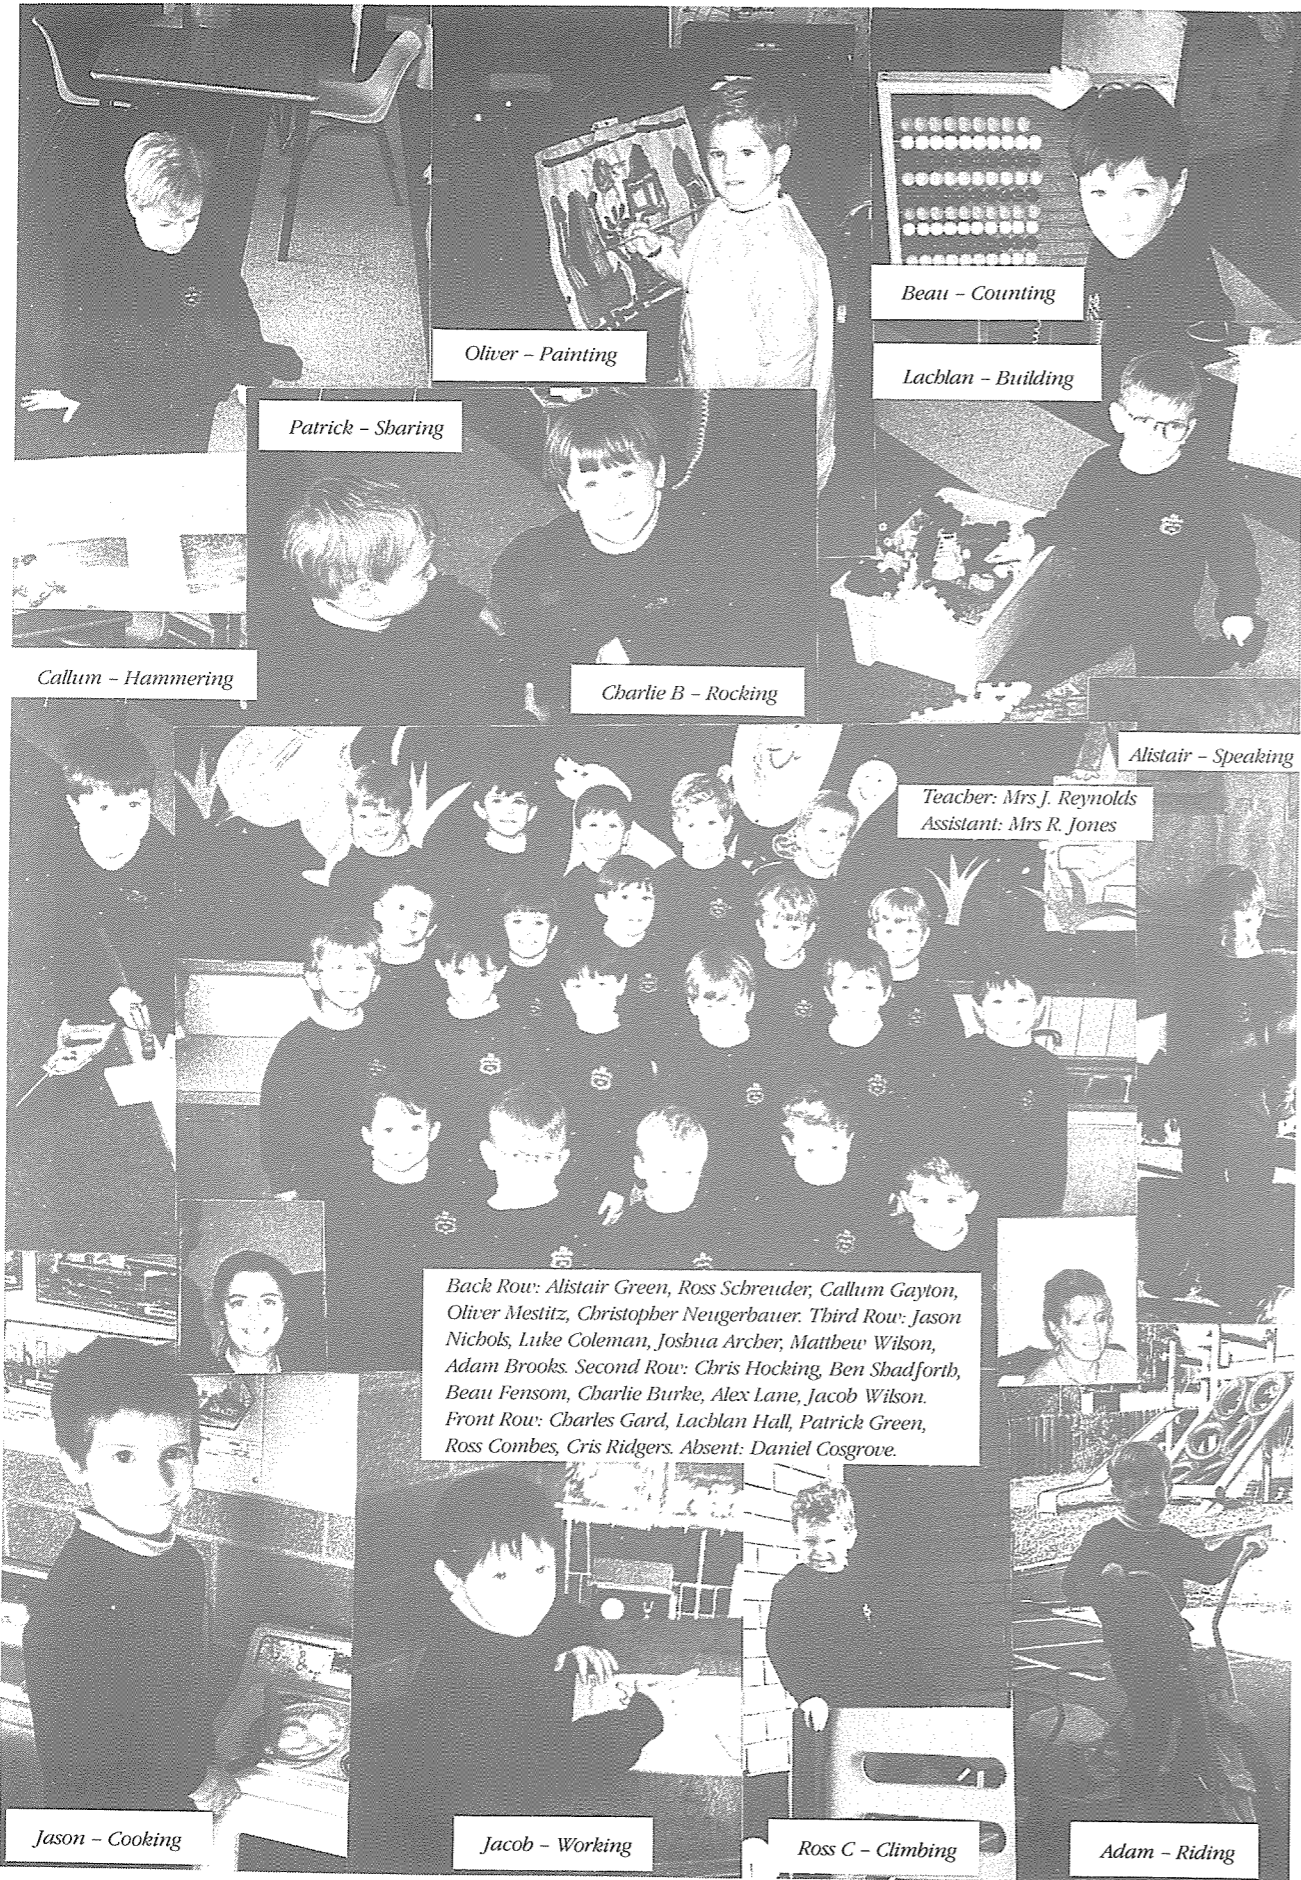 Oliver – Painting
Beau – Counting
Lachlan – Building
Patrick – Sharing
Callum – Hammering
Charlie B – Rocking
Alistair – Speaking
Teacher: Mrs J. Reynolds
Assistant: Mrs R. Jones
Back Row: Alistair Green, Ross Schreuder, Callum Gayton,
Oliver Mestitz, Christopher Neugerbauer. Third Row: Jason
Nichols, Luke Coleman, Joshua Archer, Matthew Wilson,
Adam Brooks. Second Row: Chris Hocking, Ben Shadforth,
Beau Fensom, Charlie Burke, Alex Lane, Jacob Wilson.
Front Row: Charles Gard, Lachlan Hall, Patrick Green,
Ross Combes, Cris Ridgers. Absent: Daniel Cosgrove.
Jason – Cooking
Jacob – Working
Ross C – Climbing
Adam – Riding